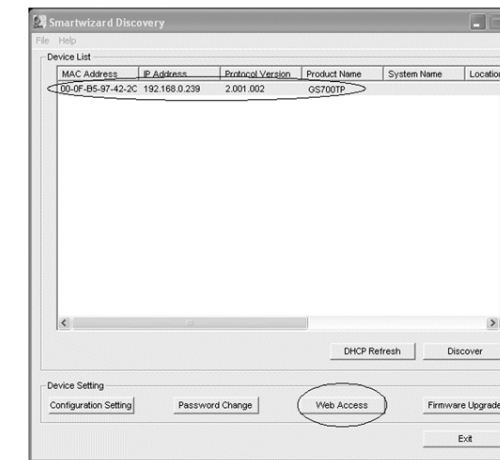 Smartwizard Discovery
File Help
Device List
MAC Address IP Address Protocol Version Product Name System Name Location
00-0F-B5-97-42-2C 192.168.0.239 2.001.002 GS700TP
DHCP Refresh Discover
Device Setting
Configuration Setting Password Change Web Access Firmware Upgrade
Exit